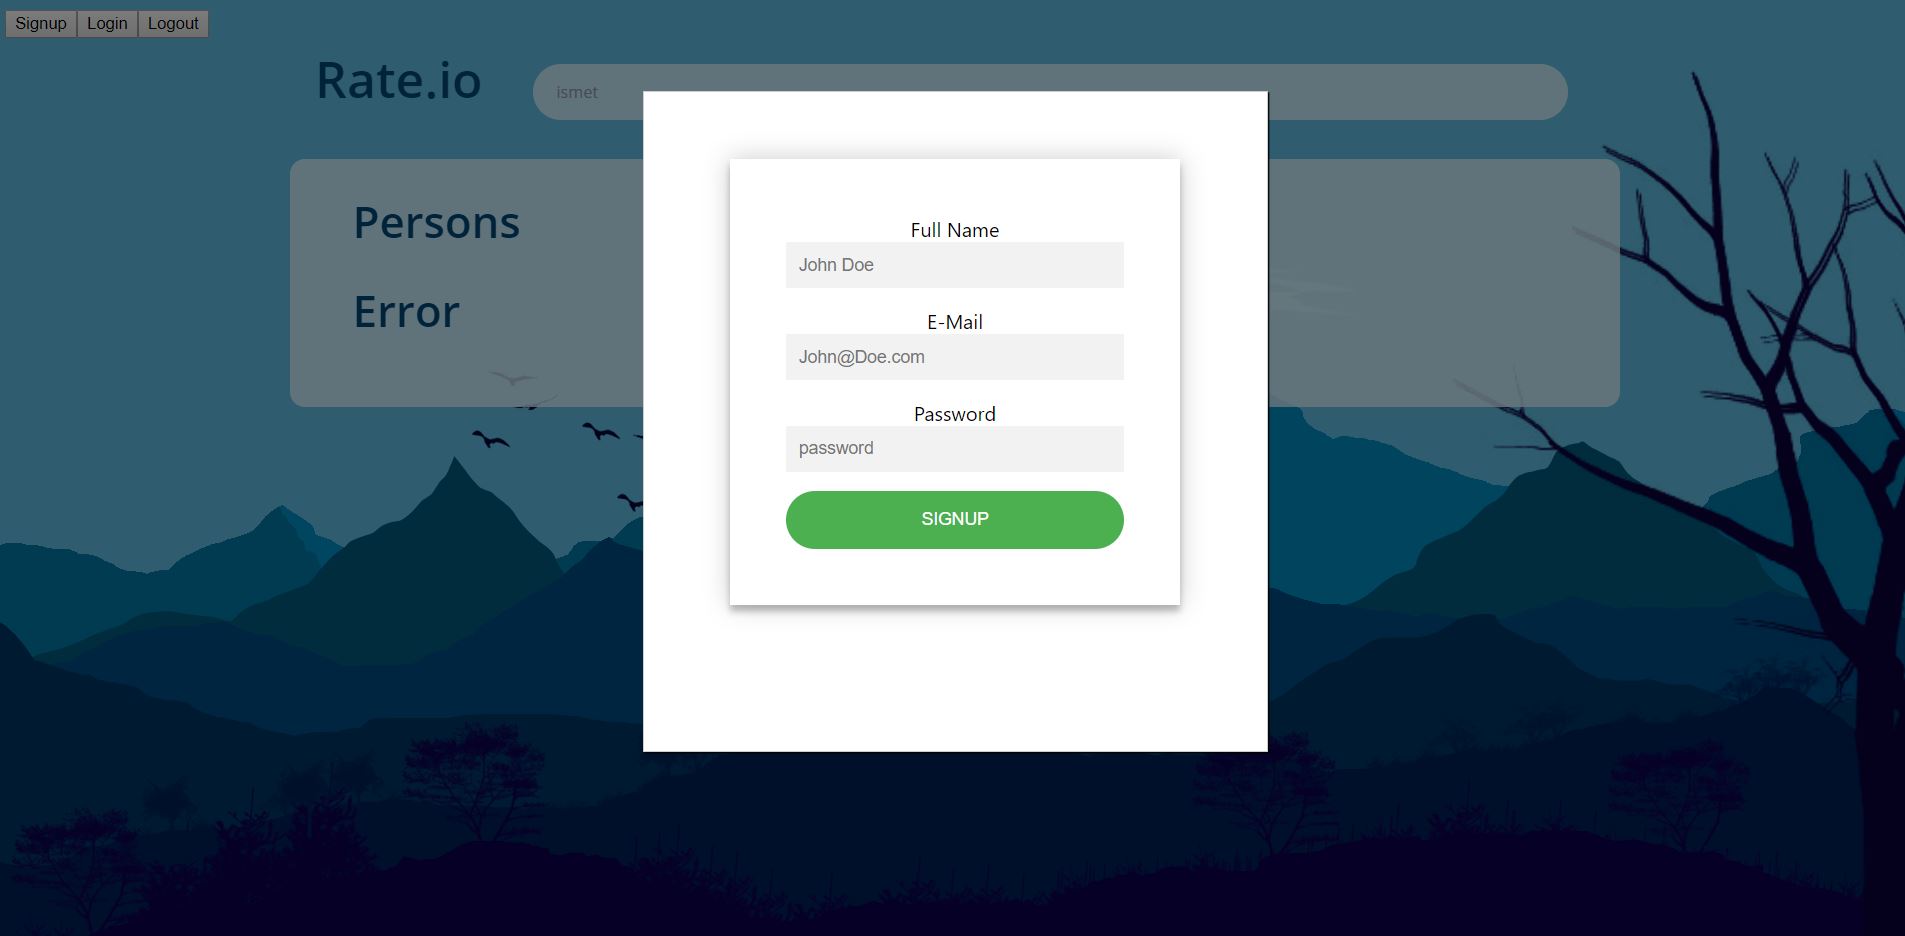 Signup Login Logout
Rate.io
ismet
Persons
Error
Full Name
John Doe
E-Mail
John@Doe.com
Password
password
SIGNUP